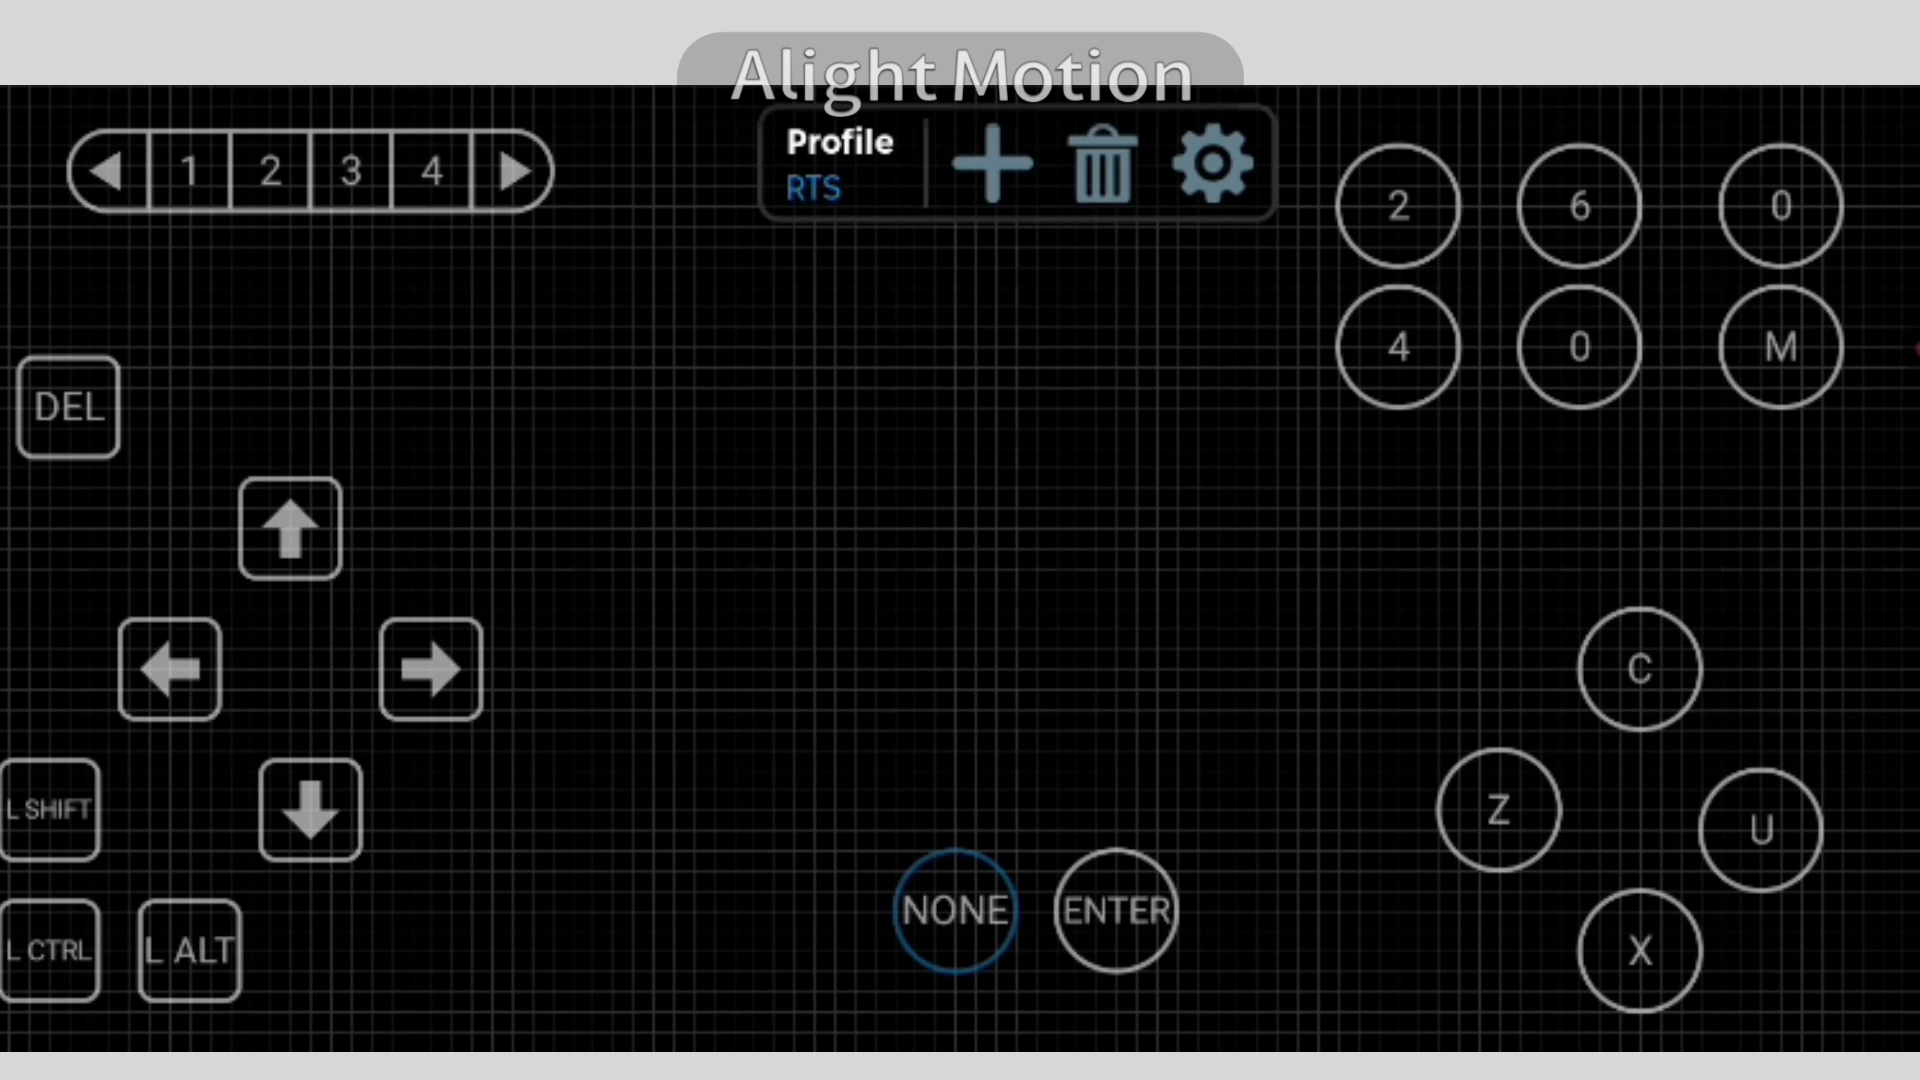 Alight Motion
Profile
RTS
1 2 3 4
2 6 0
4 0 M
DEL
C
L SHIFT
Z
U
NONE
ENTER
L CTRL
L ALT
X